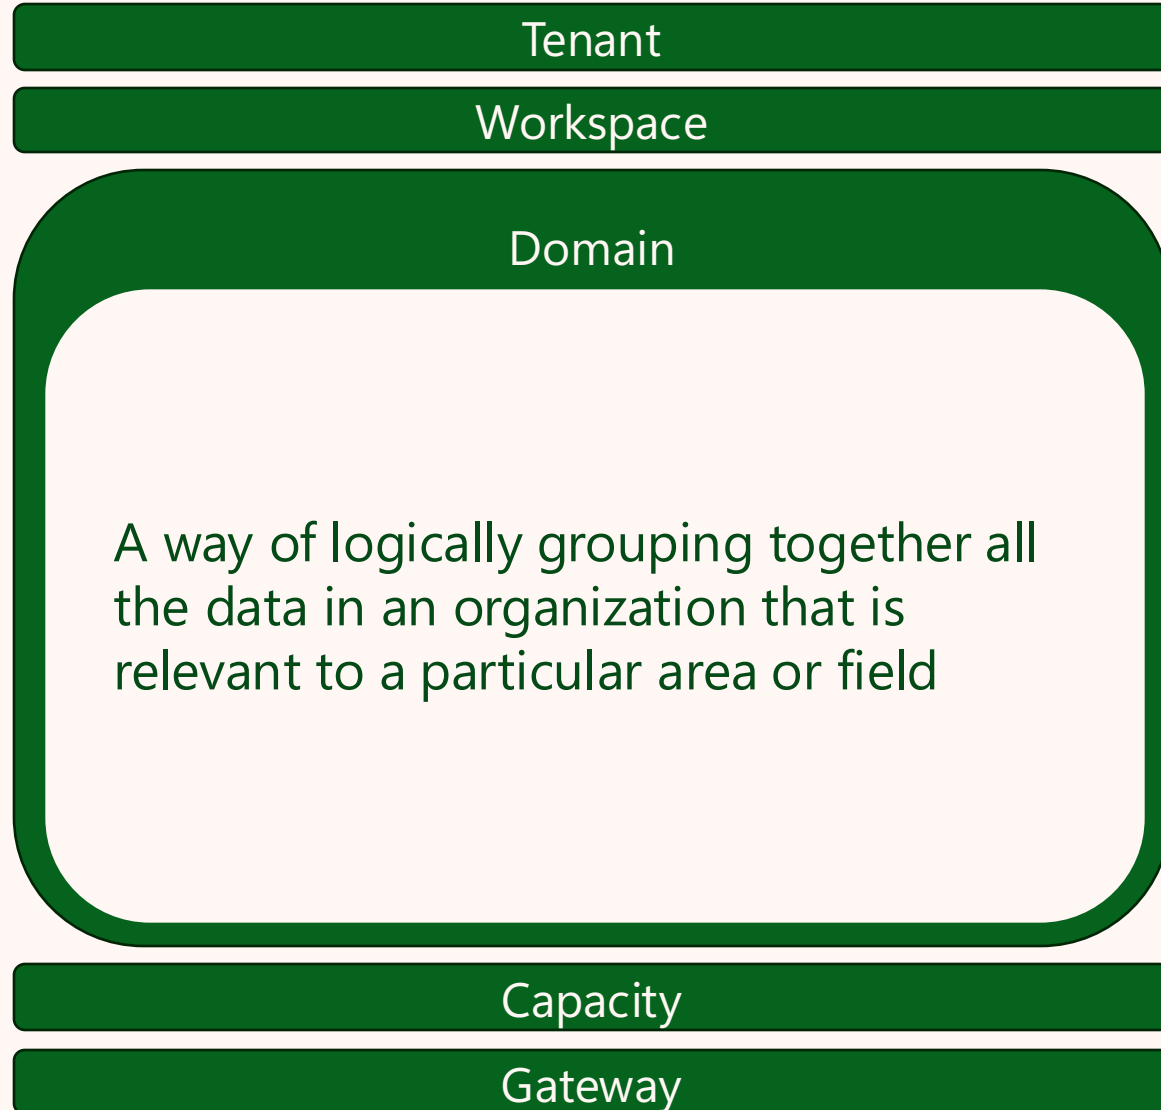 Tenant
Workspace
Domain
A way of logically grouping together all
the data in an organization that is
relevant to a particular area or field
Capacity
Gateway